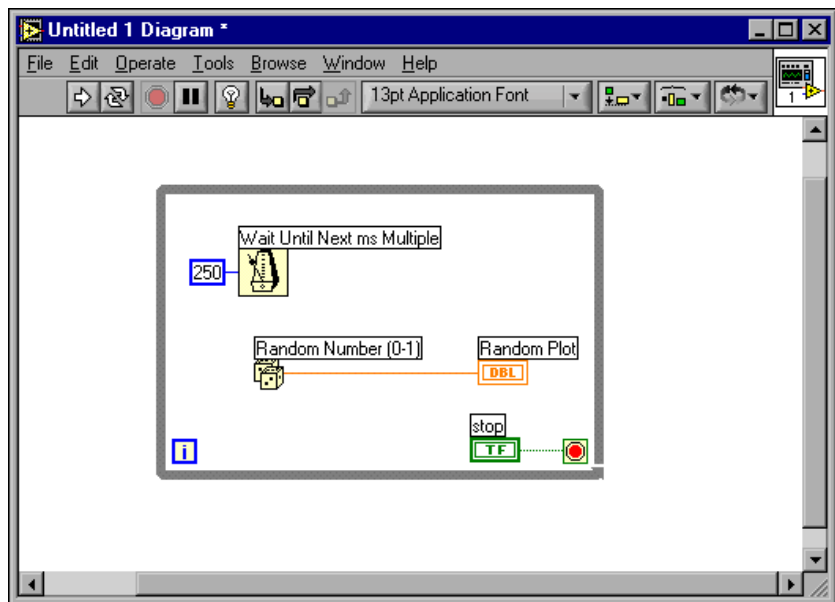 Untitled 1 Diagram *
File Edit Operate Tools Browse Window Help
13pt Application Font
1
Wait Until Next ms Multiple
250
Random Number (0-1)
Random Plot
DBL
stop
TF
i